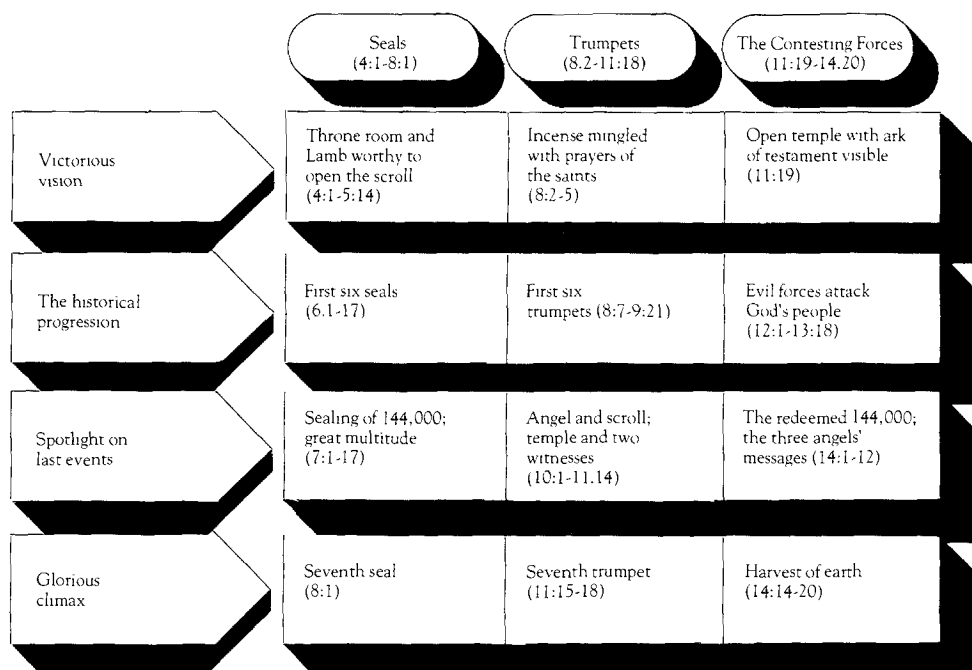 Seals
(4:1-8:1)
Trumpets
(8.2-11:18)
The Contesting Forces
(11:19-14.20)
Victorious
vision
Throne room and
Lamb worthy to
open the scroll
(4:1-5:14)
Incense mingled
with prayers of
the saints
(8:2-5)
Open temple with ark
of testament visible
(11:19)
The historical
progression
First six seals
(6.1-17)
First six
trumpets (8:7-9:21)
Evil forces attack
God's people
(12:1-13:18)
Spotlight on
last events
Sealing of 144,000;
great multitude
(7:1-17)
Angel and scroll;
temple and two
witnesses
(10:1-11.14)
The redeemed 144,000;
the three angels'
messages (14:1-12)
Glorious
climax
Seventh seal
(8:1)
Seventh trumpet
(11:15-18)
Harvest of earth
(14:14-20)